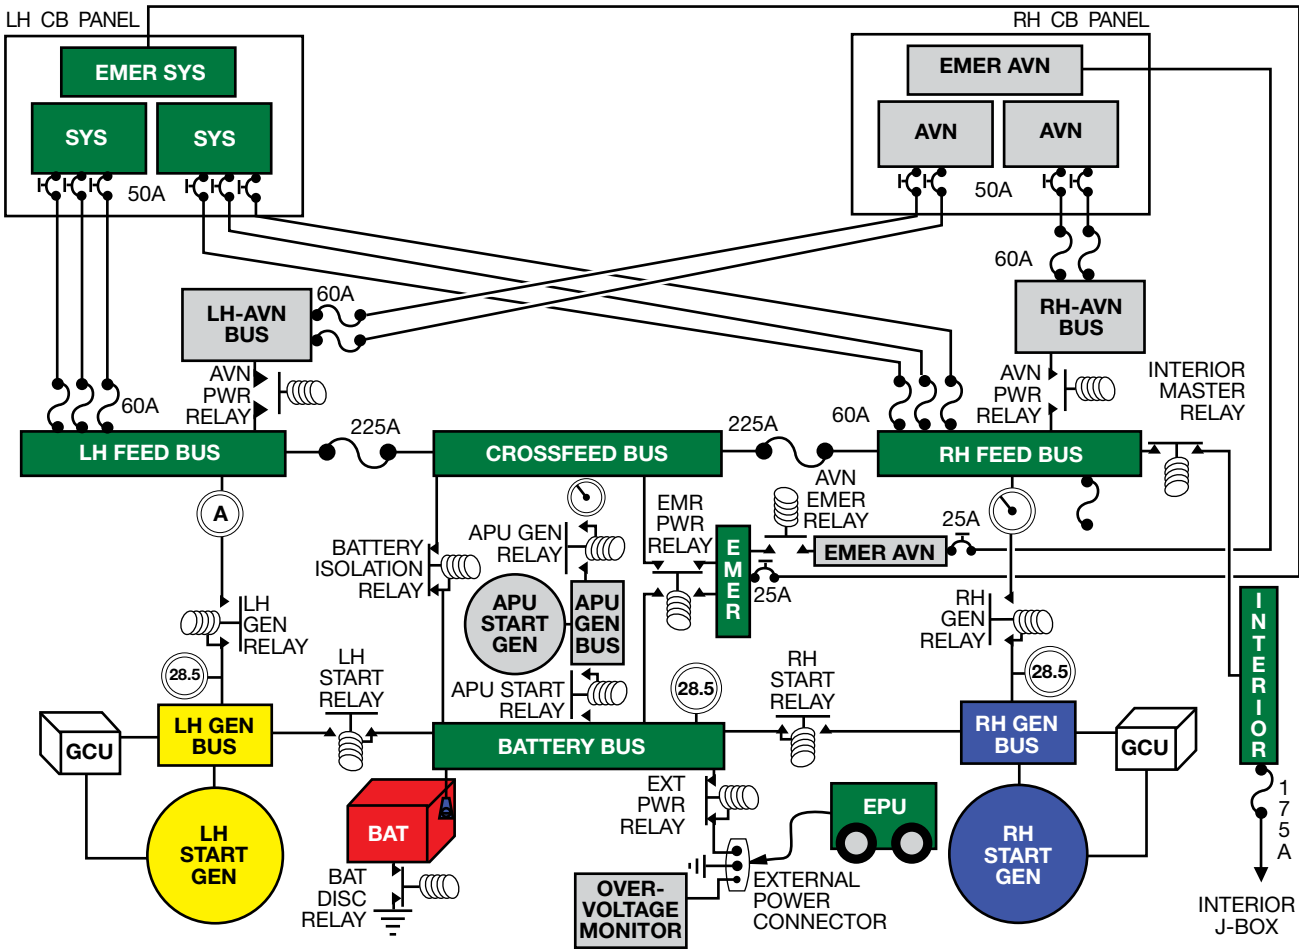 LH CB PANEL
RH CB PANEL
EMER SYS
EMER AVN
SYS
SYS
AVN
AVN
50A
50A
60A
60A
LH-AVN
BUS
RH-AVN
BUS
AVN
PWR
RELAY
AVN
PWR
RELAY
INTERIOR
MASTER
RELAY
60A
60A
225A
225A
LH FEED BUS
CROSSFEED BUS
RH FEED BUS
A
BATTERY
ISOLATION
RELAY
APU GEN
RELAY
EMR
PWR
RELAY
AVN
EMER
RELAY
25A
EMER
EMER AVN
25A
APU
START
GEN
APU
GEN
BUS
LH
GEN
RELAY
RH
GEN
RELAY
INTERIOR
28.5
LH
START
RELAY
APU START
RELAY
28.5
RH
START
RELAY
28.5
GCU
LH GEN
BUS
BATTERY BUS
RH GEN
BUS
GCU
LH
START
GEN
BAT
EXT
PWR
RELAY
EPU
RH
START
GEN
175A
BAT
DISC
RELAY
OVER-
VOLTAGE
MONITOR
EXTERNAL
POWER
CONNECTOR
INTERIOR
J-BOX